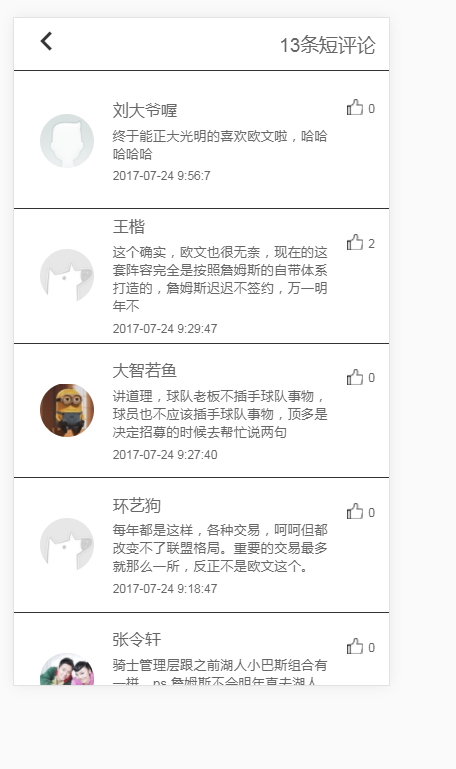 13条短评论
刘大爷喔
0
终于能正大光明的喜欢欧文啦，哈哈
哈哈哈
2017-07-24 9:56:7
王楷
2
这个确实，欧文也很无奈，现在的这
套阵容完全是按照詹姆斯的自带体系
打造的，詹姆斯迟迟不签约，万一明
年不
2017-07-24 9:29:47
大智若鱼
0
讲道理，球队老板不插手球队事物，
球员也不应该插手球队事物，顶多是
决定招募的时候去帮忙说两句
2017-07-24 9:27:40
环艺狗
0
每年都是这样，各种交易，呵呵但都
改变不了联盟格局。重要的交易最多
就那么一所，反正不是欧文这个。
2017-07-24 9:18:47
张令轩
0
骑士管理层跟之前湖人小巴斯组合有
一拼，ps 詹姆斯不会明年真去湖人